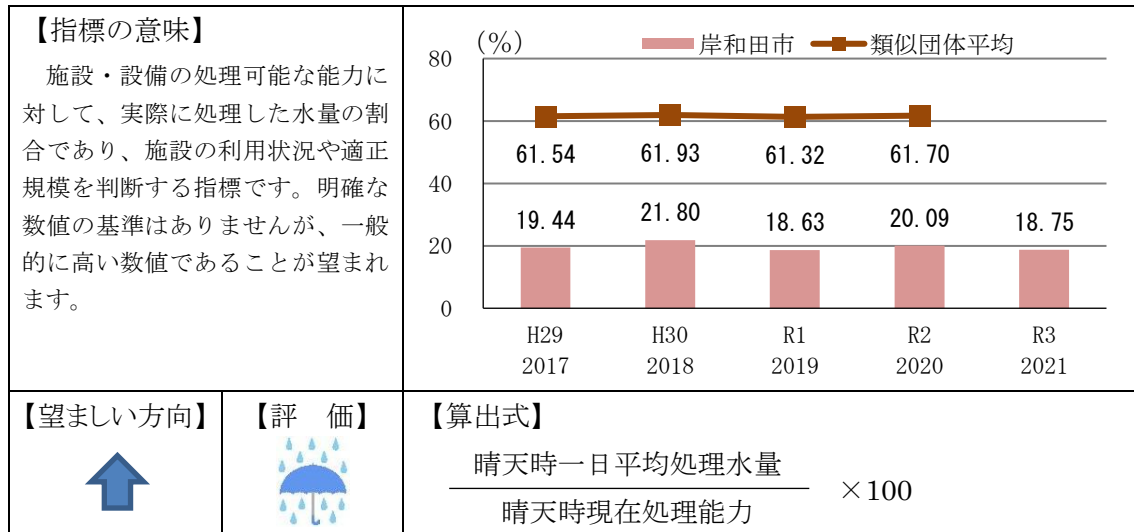 【指標の意味】
施設・設備の処理可能な能力に
対して、実際に処理した水量の割
合であり、施設の利用状況や適正
規模を判断する指標です。明確な
数値の基準はありませんが、一般
的に高い数値であることが望まれ
ます。
(%)
岸和田市 類似団体平均
80
60
61.54 61.93 61.32 61.70
40
19.44 21.80 18.63 20.09 18.75
20
0
H29 H30 R1 R2 R3
2017 2018 2019 2020 2021
【望ましい方向】
【評 価】
【算出式】
晴天時一日平均処理水量
×100
晴天時現在処理能力